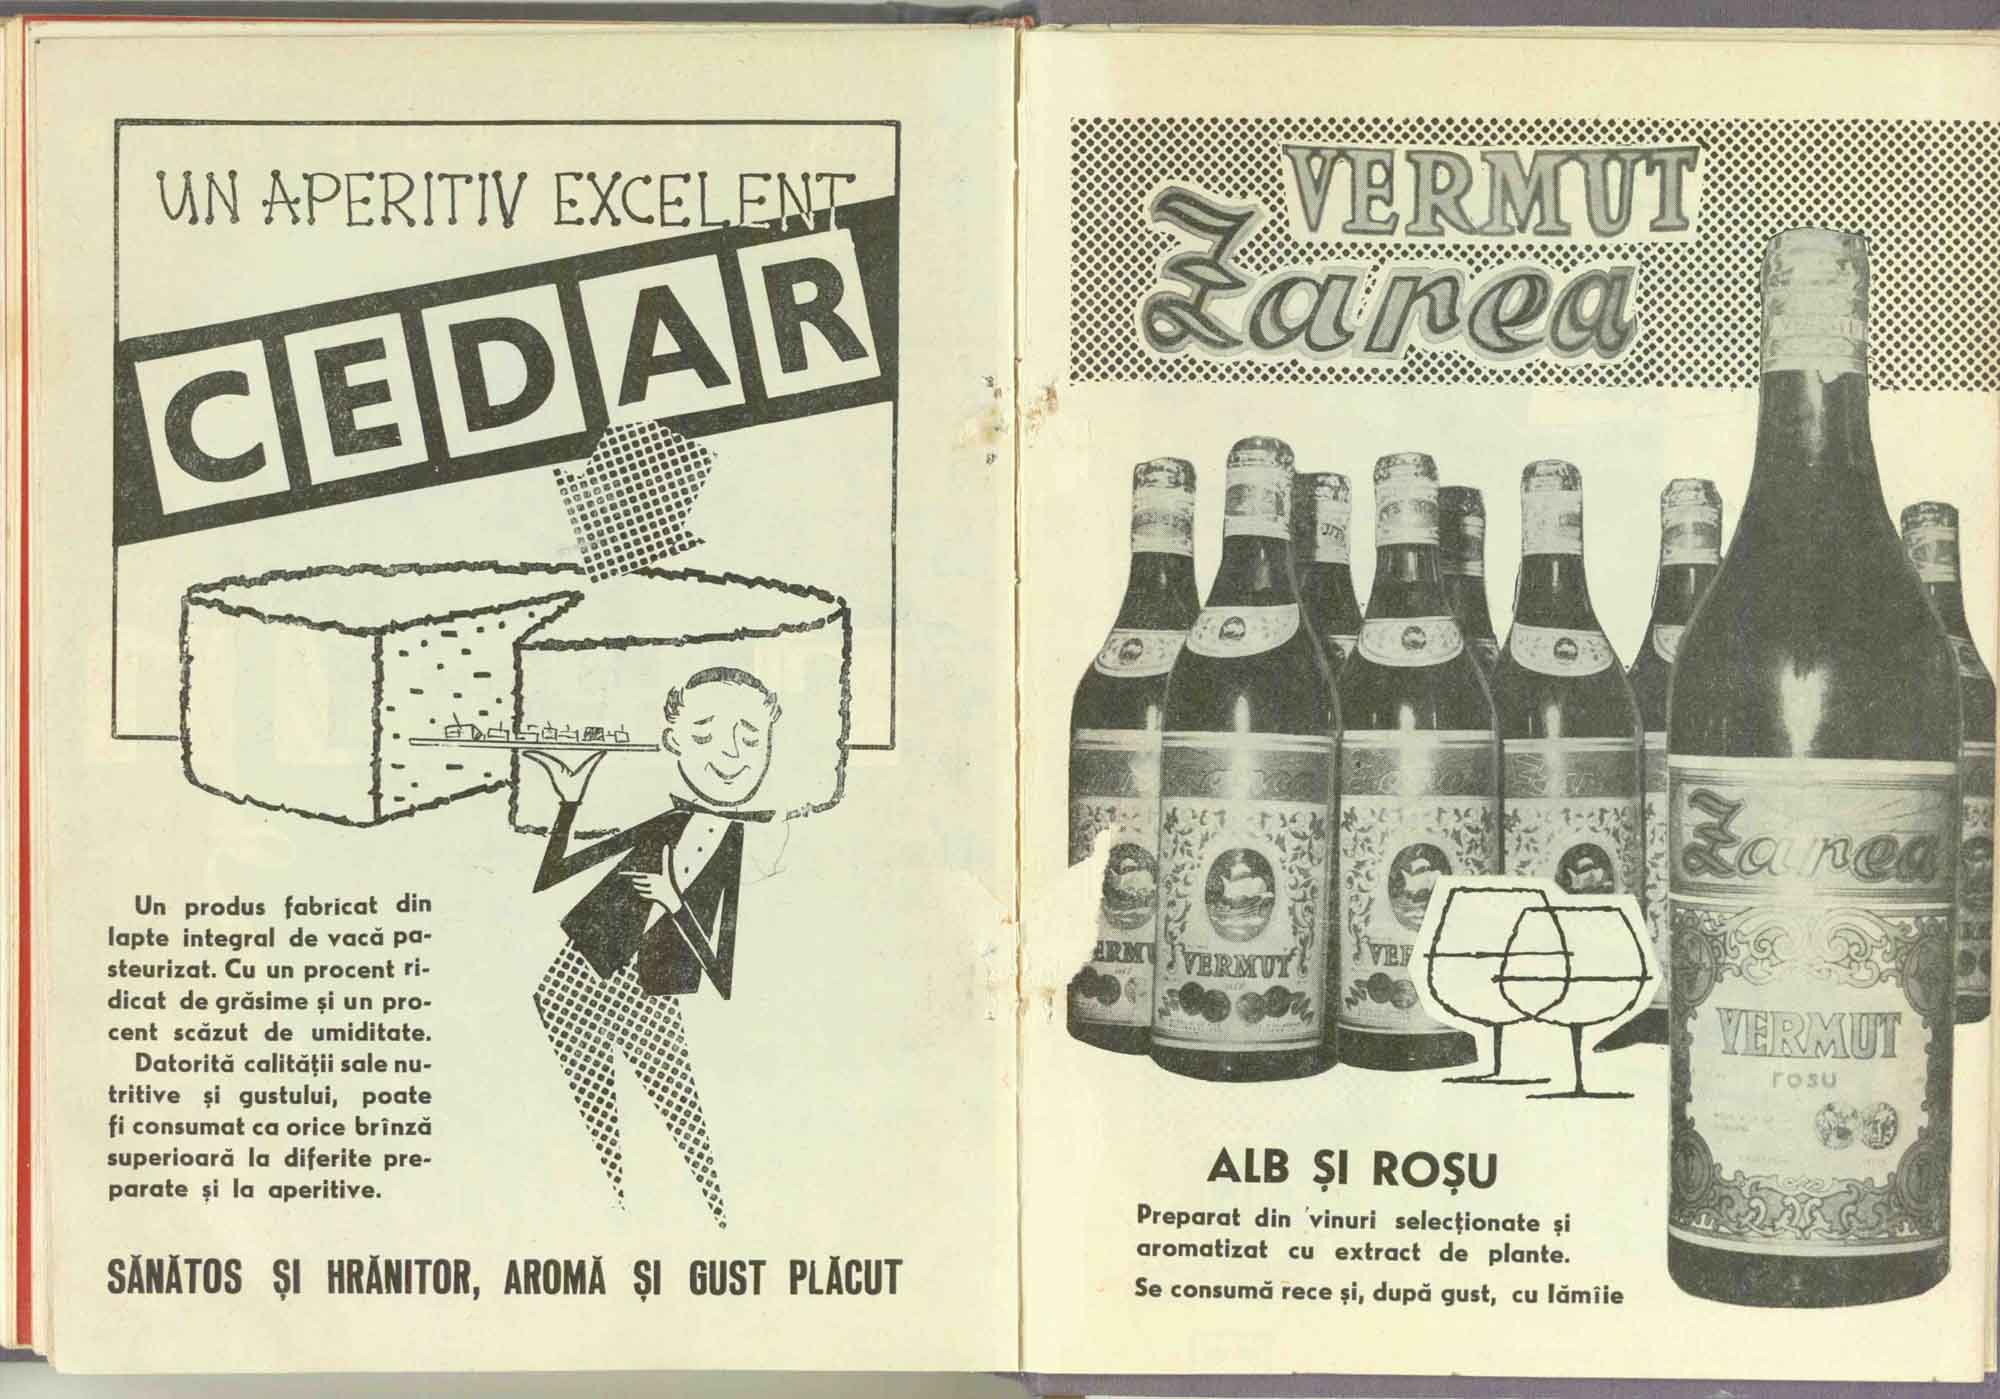 UN APERITIV EXCELENT
CEDAR
Un produs fabricat din
lapte integral de vacă pa-
steurizat. Cu un procent ri-
dicat de grăsime și un pro-
cent scăzut de umiditate.
Datorită calității sale nu-
tritive și gustului, poate
fi consumat ca orice brînză
superioară la diferite pre-
parate și la aperitive.
SĂNĂTOS ȘI HRĂNITOR, AROMĂ ȘI GUST PLĂCUT
VERMUT
Zarea
Zarea
VERMUT
roșu
VERMUT
ALB ȘI ROȘU
Preparat din vinuri selecționate și
aromatizat cu extract de plante.
Se consumă rece și, după gust, cu lămîie